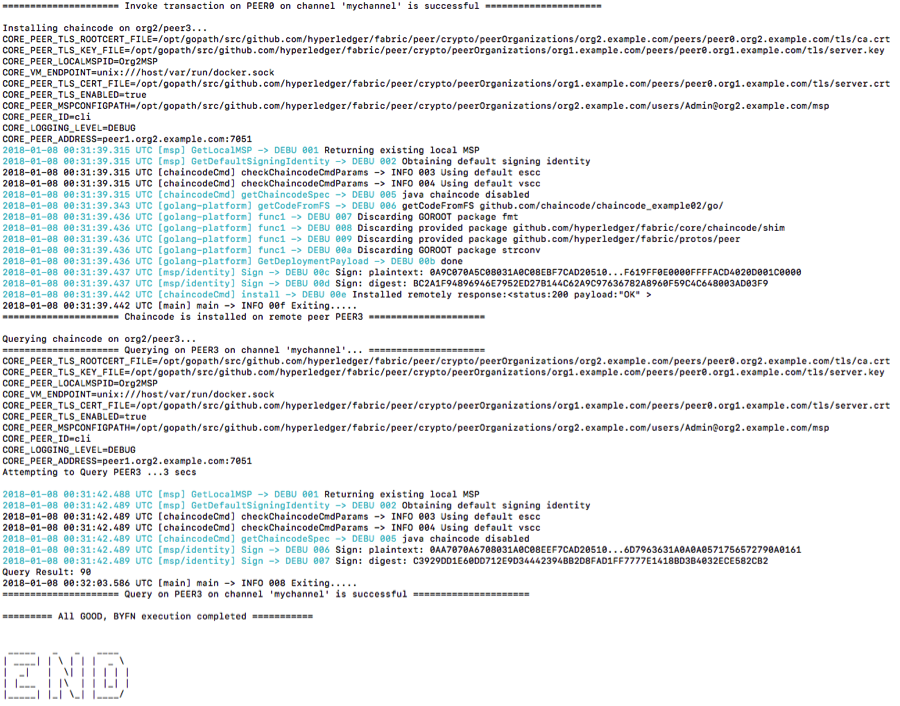 ===================== Invoke transaction on PEER0 on channel 'mychannel' is successful =====================
Installing chaincode on org2/peer3...
CORE_PEER_TLS_ROOTCERT_FILE=/opt/gopath/src/github.com/hyperledger/fabric/peer/crypto/peerOrganizations/org2.example.com/peers/peer0.org2.example.com/tls/ca.crt
CORE_PEER_TLS_KEY_FILE=/opt/gopath/src/github.com/hyperledger/fabric/peer/crypto/peerOrganizations/org1.example.com/peers/peer0.org1.example.com/tls/server.key
CORE_PEER_LOCALMSPID=Org2MSP
CORE_VM_ENDPOINT=unix:///host/var/run/docker.sock
CORE_PEER_TLS_CERT_FILE=/opt/gopath/src/github.com/hyperledger/fabric/peer/crypto/peerOrganizations/org1.example.com/peers/peer0.org1.example.com/tls/server.crt
CORE_PEER_TLS_ENABLED=true
CORE_PEER_MSPCONFIGPATH=/opt/gopath/src/github.com/hyperledger/fabric/peer/crypto/peerOrganizations/org2.example.com/users/Admin@org2.example.com/msp
CORE_PEER_ID=cli
CORE_LOGGING_LEVEL=DEBUG
CORE_PEER_ADDRESS=peer1.org2.example.com:7051
2018-01-08 00:31:39.315 UTC [msp] GetLocalMSP -> DEBU 001 Returning existing local MSP
2018-01-08 00:31:39.315 UTC [msp] GetDefaultSigningIdentity -> DEBU 002 Obtaining default signing identity
2018-01-08 00:31:39.315 UTC [chaincodeCmd] checkChaincodeCmdParams -> INFO 003 Using default escc
2018-01-08 00:31:39.315 UTC [chaincodeCmd] checkChaincodeCmdParams -> INFO 004 Using default vscc
2018-01-08 00:31:39.315 UTC [chaincodeCmd] getChaincodeSpec -> DEBU 005 java chaincode disabled
2018-01-08 00:31:39.343 UTC [golang-platform] getCodeFromFS -> DEBU 006 getCodeFromFS github.com/chaincode/chaincode_example02/go/
2018-01-08 00:31:39.436 UTC [golang-platform] func1 -> DEBU 007 Discarding GOROOT package fmt
2018-01-08 00:31:39.436 UTC [golang-platform] func1 -> DEBU 008 Discarding provided package github.com/hyperledger/fabric/core/chaincode/shim
2018-01-08 00:31:39.436 UTC [golang-platform] func1 -> DEBU 009 Discarding provided package github.com/hyperledger/fabric/protos/peer
2018-01-08 00:31:39.436 UTC [golang-platform] func1 -> DEBU 00a Discarding GOROOT package strconv
2018-01-08 00:31:39.436 UTC [golang-platform] GetDeploymentPayload -> DEBU 00b done
2018-01-08 00:31:39.437 UTC [msp/identity] Sign -> DEBU 00c Sign: plaintext: 0A9C070A5C08031A0C08EBF7CAD20510...F619FF0E0000FFFFACD4020D001C0000
2018-01-08 00:31:39.437 UTC [msp/identity] Sign -> DEBU 00d Sign: digest: BC2A1F94896946E7952ED27B144C62A9C97636782A8960F59C4C648003AD03F9
2018-01-08 00:31:39.442 UTC [chaincodeCmd] install -> DEBU 00e Installed remotely response:<status:200 payload:"OK" >
2018-01-08 00:31:39.442 UTC [main] main -> INFO 00f Exiting.....
===================== Chaincode is installed on remote peer PEER3 =====================
Querying chaincode on org2/peer3...
===================== Querying on PEER3 on channel 'mychannel'... =====================
CORE_PEER_TLS_ROOTCERT_FILE=/opt/gopath/src/github.com/hyperledger/fabric/peer/crypto/peerOrganizations/org2.example.com/peers/peer0.org2.example.com/tls/ca.crt
CORE_PEER_TLS_KEY_FILE=/opt/gopath/src/github.com/hyperledger/fabric/peer/crypto/peerOrganizations/org1.example.com/peers/peer0.org1.example.com/tls/server.key
CORE_PEER_LOCALMSPID=Org2MSP
CORE_VM_ENDPOINT=unix:///host/var/run/docker.sock
CORE_PEER_TLS_CERT_FILE=/opt/gopath/src/github.com/hyperledger/fabric/peer/crypto/peerOrganizations/org1.example.com/peers/peer0.org1.example.com/tls/server.crt
CORE_PEER_TLS_ENABLED=true
CORE_PEER_MSPCONFIGPATH=/opt/gopath/src/github.com/hyperledger/fabric/peer/crypto/peerOrganizations/org2.example.com/users/Admin@org2.example.com/msp
CORE_PEER_ID=cli
CORE_LOGGING_LEVEL=DEBUG
CORE_PEER_ADDRESS=peer1.org2.example.com:7051
Attempting to Query PEER3 ...3 secs
2018-01-08 00:31:42.488 UTC [msp] GetLocalMSP -> DEBU 001 Returning existing local MSP
2018-01-08 00:31:42.489 UTC [msp] GetDefaultSigningIdentity -> DEBU 002 Obtaining default signing identity
2018-01-08 00:31:42.489 UTC [chaincodeCmd] checkChaincodeCmdParams -> INFO 003 Using default escc
2018-01-08 00:31:42.489 UTC [chaincodeCmd] checkChaincodeCmdParams -> INFO 004 Using default vscc
2018-01-08 00:31:42.489 UTC [chaincodeCmd] getChaincodeSpec -> DEBU 005 java chaincode disabled
2018-01-08 00:31:42.489 UTC [msp/identity] Sign -> DEBU 006 Sign: plaintext: 0AA7070A6708031A0C08EEF7CAD20510...6D7963631A0A0A0571756572790A0161
2018-01-08 00:31:42.489 UTC [msp/identity] Sign -> DEBU 007 Sign: digest: C3929DD1E60DD712E9D34442394BB2D8FAD1FF7777E1418BD3B4032ECE582CB2
Query Result: 90
2018-01-08 00:32:03.586 UTC [main] main -> INFO 008 Exiting.....
===================== Query on PEER3 on channel 'mychannel' is successful =====================
========= All GOOD, BYFN execution completed ===========
END